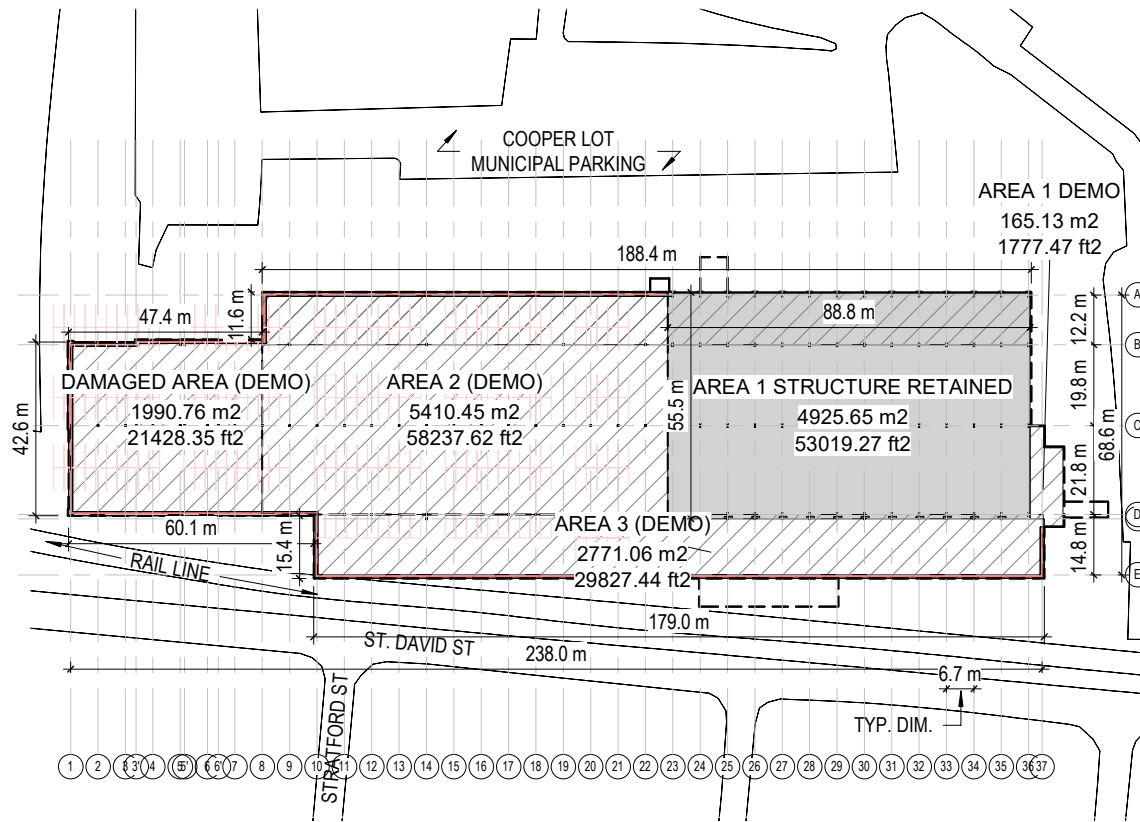 COOPER LOT
MUNICIPAL PARKING
AREA 1 DEMO
165.13 m2
1777.47 ft2
188.4 m
47.4 m
11.6 m
88.8 m
A
12.2 m
B
DAMAGED AREA (DEMO)
1990.76 m2
21428.35 ft2
AREA 2 (DEMO)
5410.45 m2
58237.62 ft2
55.5 m
AREA 1 STRUCTURE RETAINED
4925.65 m2
53019.27 ft2
19.8 m
C
68.6 m
42.6 m
21.8 m
D
60.1 m
15.4 m
AREA 3 (DEMO)
2771.06 m2
29827.44 ft2
14.8 m
E
RAIL LINE
179.0 m
ST. DAVID ST
238.0 m
6.7 m
TYP. DIM.
STRATFORD ST
1 2 3 3' 4 5 5' 6 6' 7 8 9 10 11 12 13 14 15 16 17 18 19 20 21 22 23 24 25 26 27 28 29 30 31 32 33 34 35 36 37